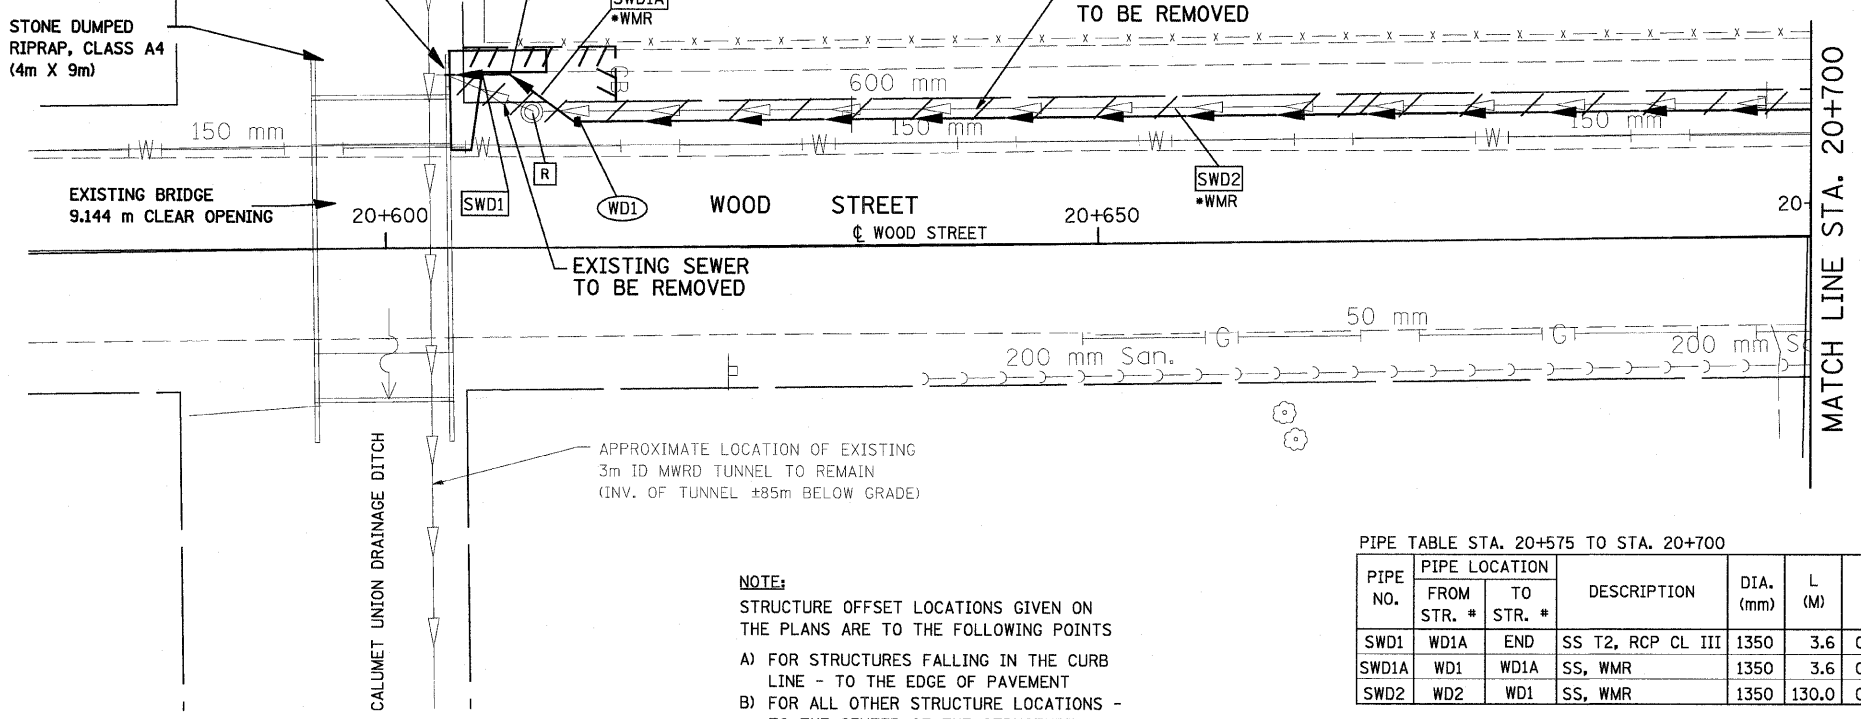 STONE DUMPED
RIPRAP, CLASS A4
(4m X 9m)
SWD1A
*WMR
TO BE REMOVED
600 mm
CB
150 mm
150 mm
150 mm
W
W
W
W
W
R
SWD1
WD1
SWD2
*WMR
EXISTING BRIDGE
9.144 m CLEAR OPENING
20+600
WOOD STREET
20+650
20+
℄ WOOD STREET
EXISTING SEWER
TO BE REMOVED
MATCH LINE STA. 20+700
50 mm
G
G
200 mm San.
200 mm
APPROXIMATE LOCATION OF EXISTING
3m ID MWRD TUNNEL TO REMAIN
(INV. OF TUNNEL ±85m BELOW GRADE)
CALUMET UNION DRAINAGE DITCH
NOTE:
STRUCTURE OFFSET LOCATIONS GIVEN ON
THE PLANS ARE TO THE FOLLOWING POINTS
A) FOR STRUCTURES FALLING IN THE CURB
LINE - TO THE EDGE OF PAVEMENT
B) FOR ALL OTHER STRUCTURE LOCATIONS -
PIPE TABLE STA. 20+575 TO STA. 20+700
PIPE NO. PIPE LOCATION FROM STR. # TO STR. # DESCRIPTION DIA. (mm) L (M)
SWD1 WD1A END SS T2, RCP CL III 1350 3.6
SWD1A WD1 WD1A SS, WMR 1350 3.6
SWD2 WD2 WD1 SS, WMR 1350 130.0